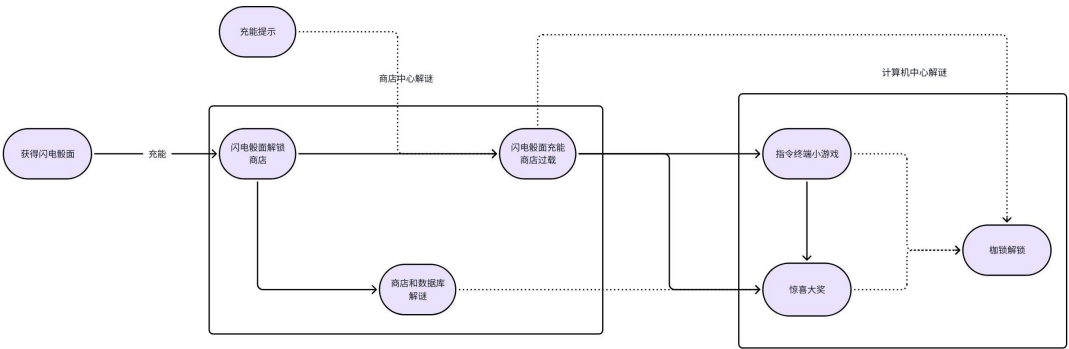 充能提示
商店中心解谜
计算机中心解谜
获得闪电骰面
充能
闪电骰面解锁
商店
闪电骰面充能
商店过载
指令终端小游戏
枷锁解锁
商店和数据库
解谜
惊喜大奖